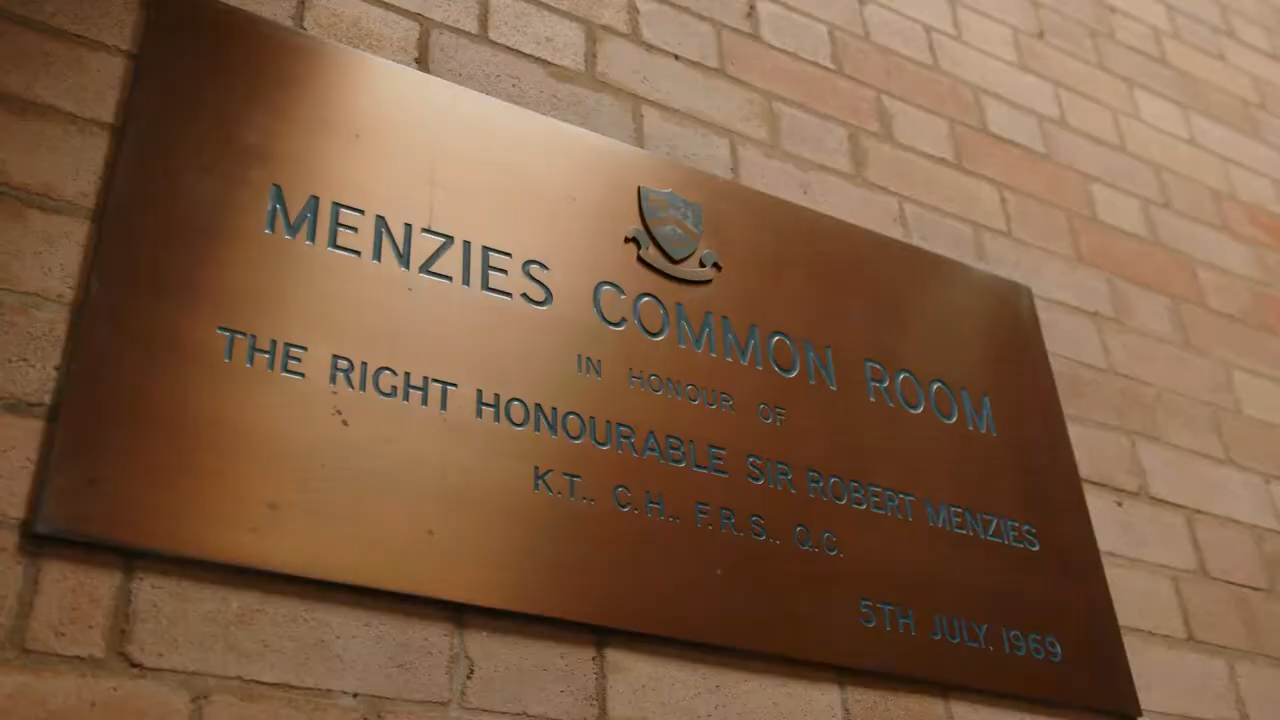 MENZIES COMMON ROOM
IN HONOUR OF
THE RIGHT HONOURABLE SIR ROBERT MENZIES
K.T., C.H., F.R.S., Q.C.
5TH JULY, 1969